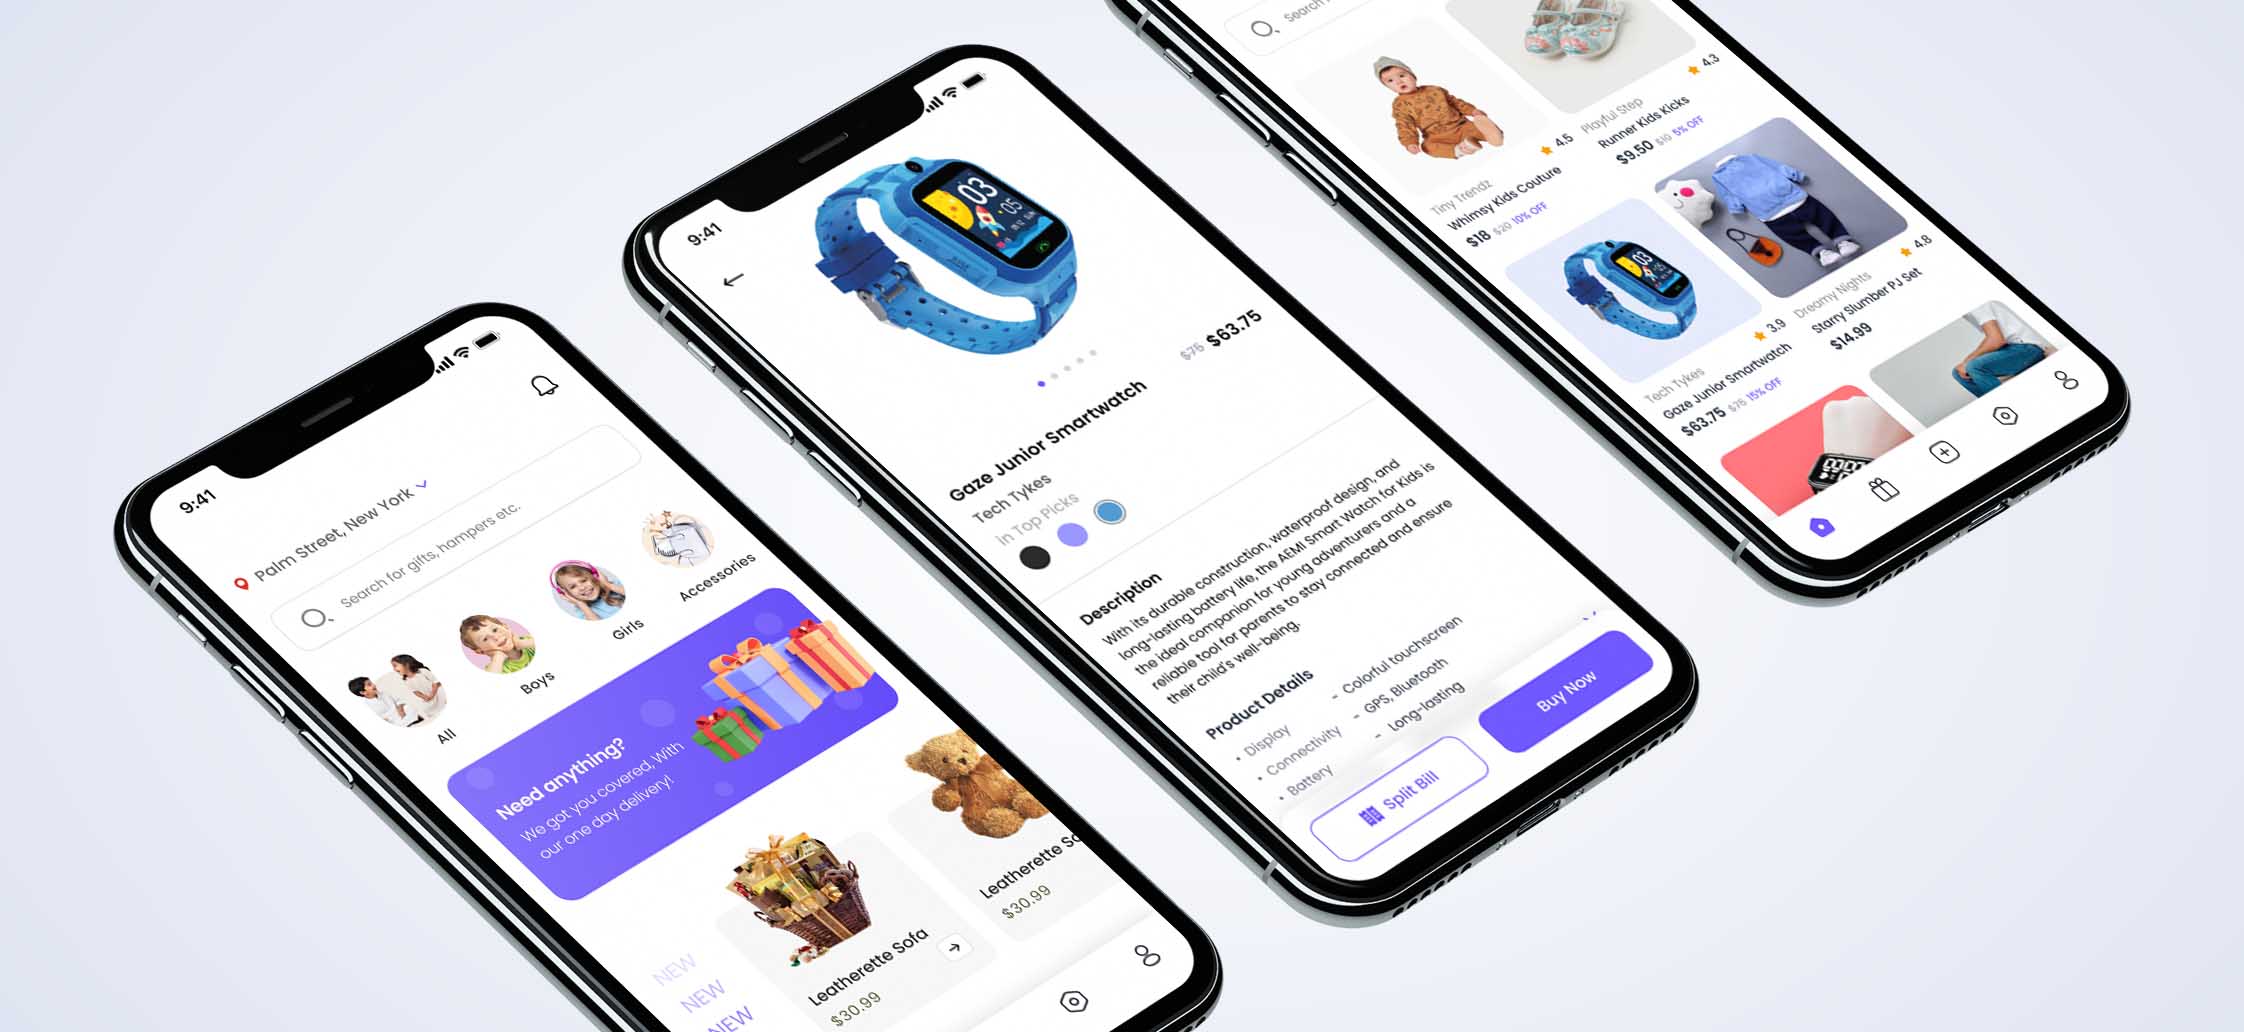 9:41
Palm Street, New York
Search for gifts, hampers etc.
All
Boys
Girls
Accessories
Need anything?
We got you covered, With
our one day delivery!
NEW
NEW
NEW
Leatherette Sofa
$30.99
Leatherette
$30.99
9:41
03
05
$75 $63.75
Gaze Junior Smartwatch
Tech Tykes
in Top Picks
Description
With its durable construction, waterproof design, and
long-lasting battery life, the AEMI Smart Watch for Kids is
the ideal companion for young adventurers and a
reliable tool for parents to stay connected and ensure
their child's well-being.
Product Details
• Display - Colorful touchscreen
• Connectivity - GPS, Bluetooth
• Battery - Long-lasting
Split Bill
Buy Now
Search
Tiny Trendz 4.5
Whimsy Kids Couture
$18 $20 10% OFF
Playful Step 4.3
Runner Kids Kicks
$9.50 $10 5% OFF
03
05
Tech Tykes 3.9
Gaze Junior Smartwatch
$63.75 $75 15% OFF
Dreamy Nights 4.8
Starry Slumber PJ Set
$14.99